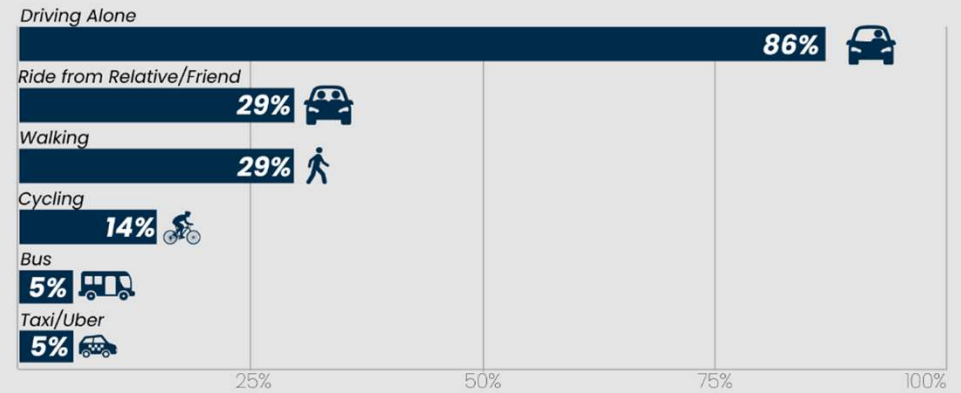 Driving Alone
86%
Ride from Relative/Friend
29%
Walking
29%
Cycling
14%
Bus
5%
Taxi/Uber
5%
25% 50% 75% 100%